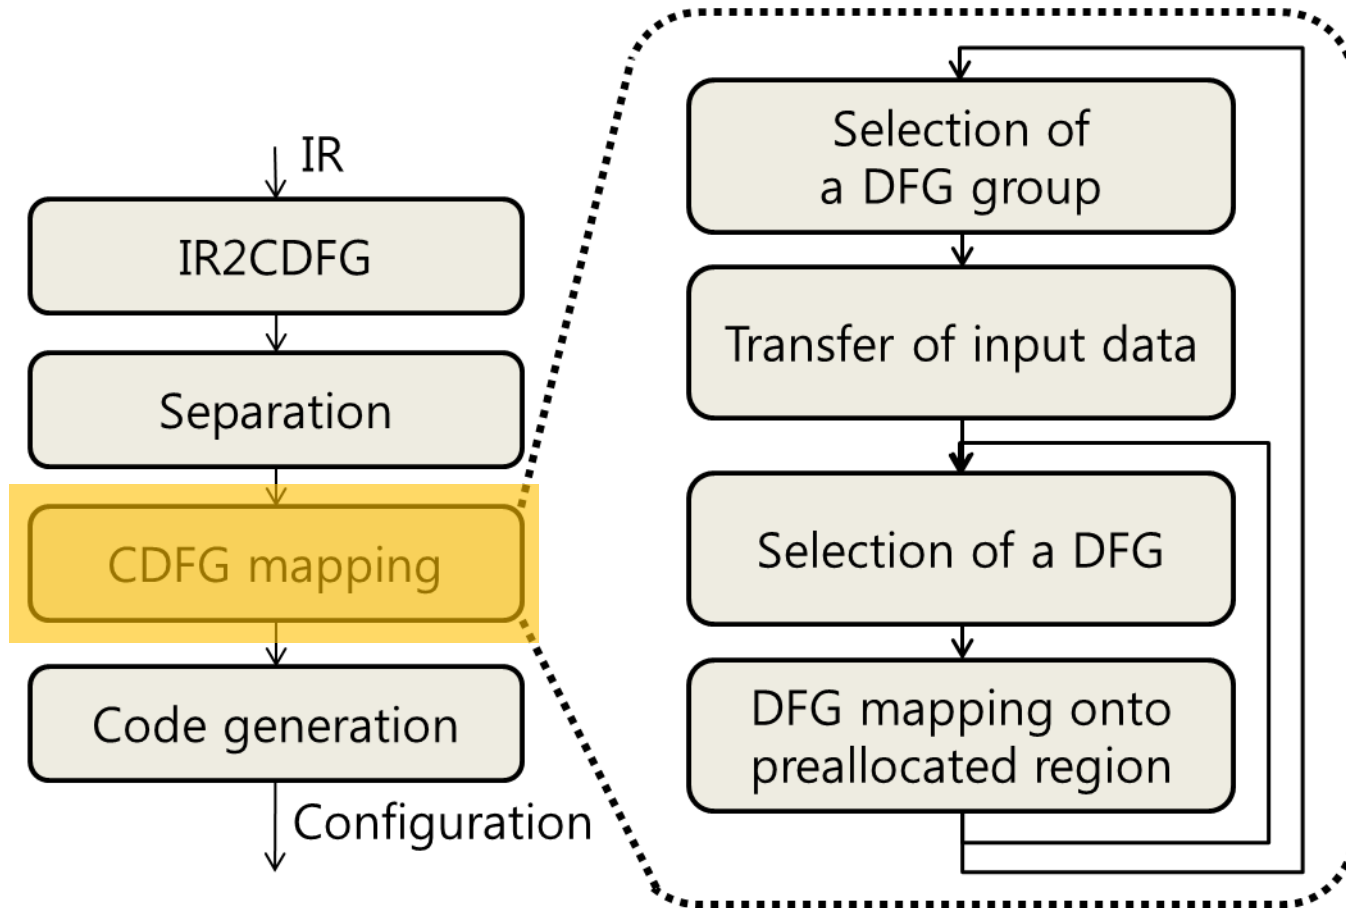 IR
IR2CDFG
Separation
CDFG mapping
Code generation
Configuration
Selection of
a DFG group
Transfer of input data
Selection of a DFG
DFG mapping onto
preallocated region